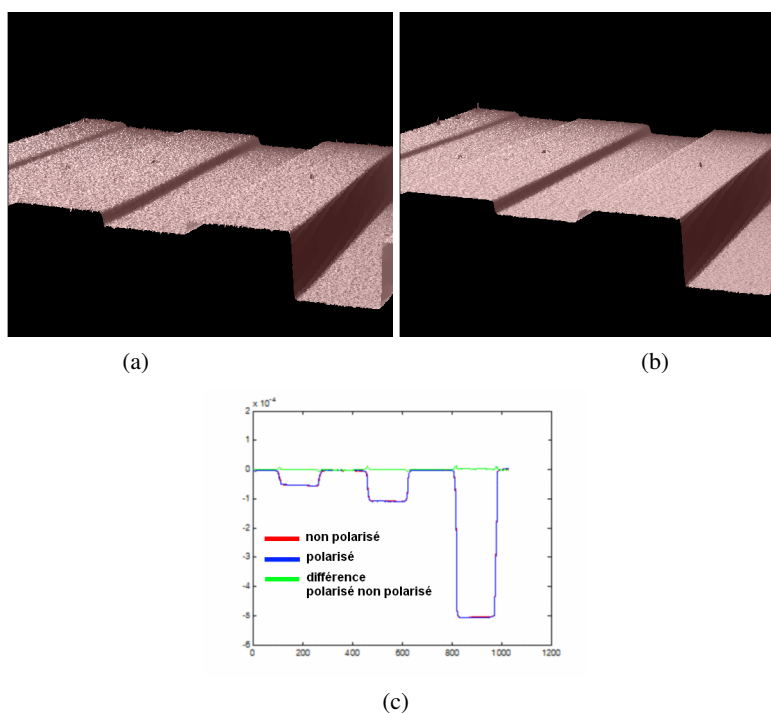 (a)
(b)
x 10⁻⁴
2
1
0
-1
-2
-3
-4
-5
-6
non polarisé
polarisé
différence
polarisé non polarisé
0
200
400
600
800
1000
1200
(c)